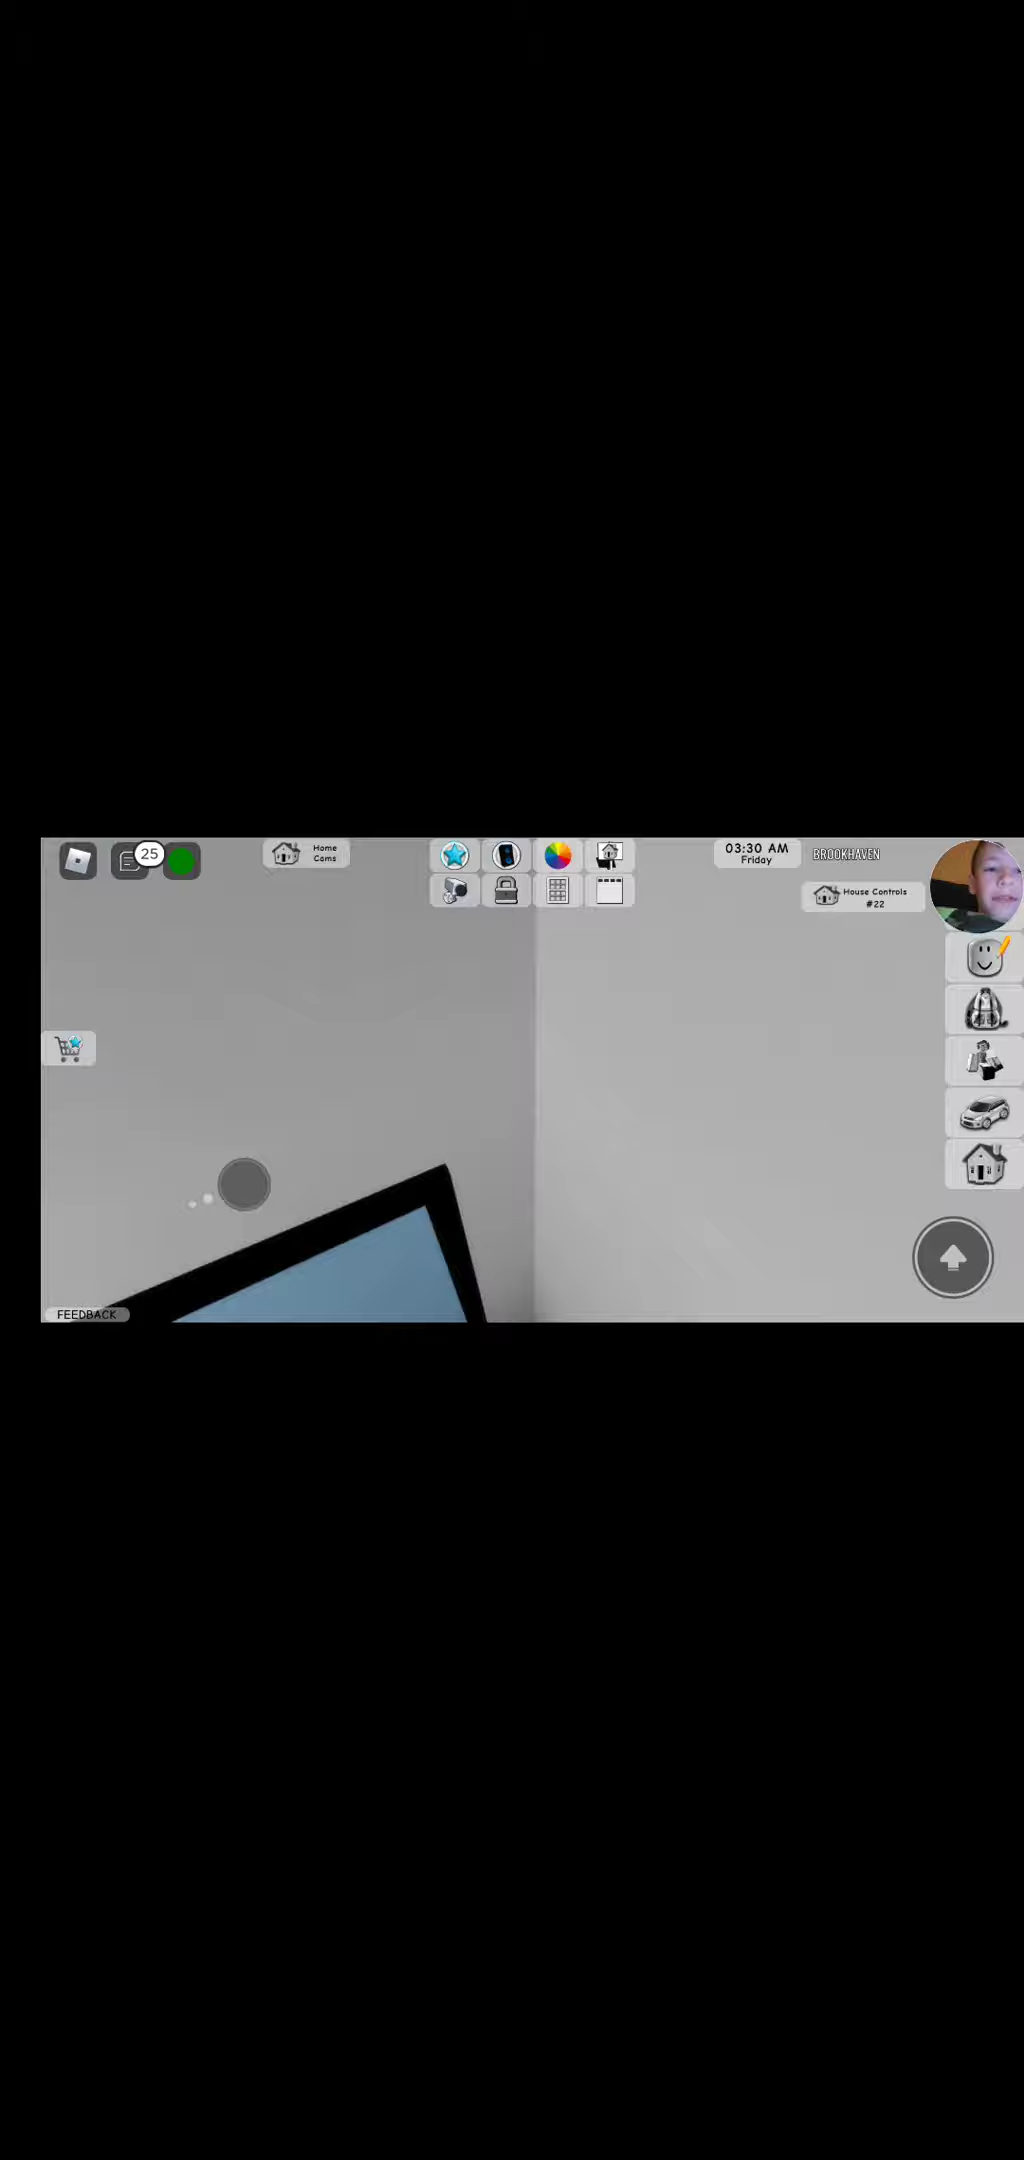 25
Home
Cams
03:30 AM
Friday
BROOKHAVEN
House Controls
#22
FEEDBACK